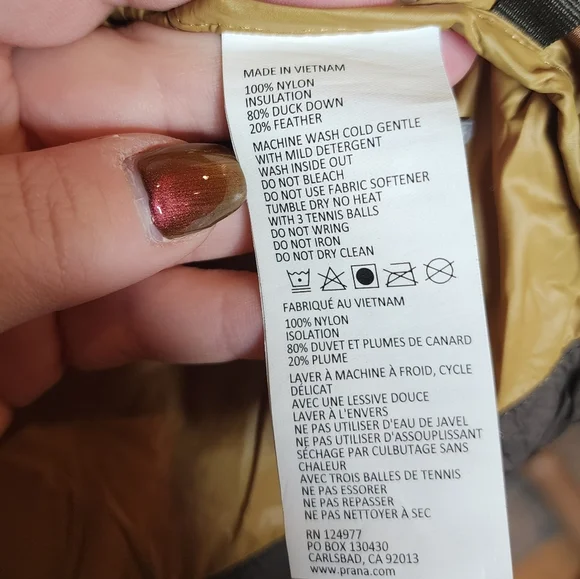 MADE IN VIETNAM
100% NYLON
INSULATION
80% DUCK DOWN
20% FEATHER
MACHINE WASH COLD GENTLE
WITH MILD DETERGENT
WASH INSIDE OUT
DO NOT BLEACH
DO NOT USE FABRIC SOFTENER
TUMBLE DRY NO HEAT
WITH 3 TENNIS BALLS
DO NOT WRING
DO NOT IRON
DO NOT DRY CLEAN
FABRIQUÉ AU VIETNAM
100% NYLON
ISOLATION
80% DUVET ET PLUMES DE CANARD
20% PLUME
LAVER À MACHINE À FROID, CYCLE
DÉLICAT
AVEC UNE LESSIVE DOUCE
LAVER À L'ENVERS
NE PAS UTILISER D'EAU DE JAVEL
NE PAS UTILISER D'ASSOUPLISSANT
SÉCHAGE PAR CULBUTAGE SANS
CHALEUR
AVEC TROIS BALLES DE TENNIS
NE PAS ESSORER
NE PAS REPASSER
NE PAS NETTOYER À SEC
RN 124977
PO BOX 130430
CARLSBAD, CA 92013
www.prana.com